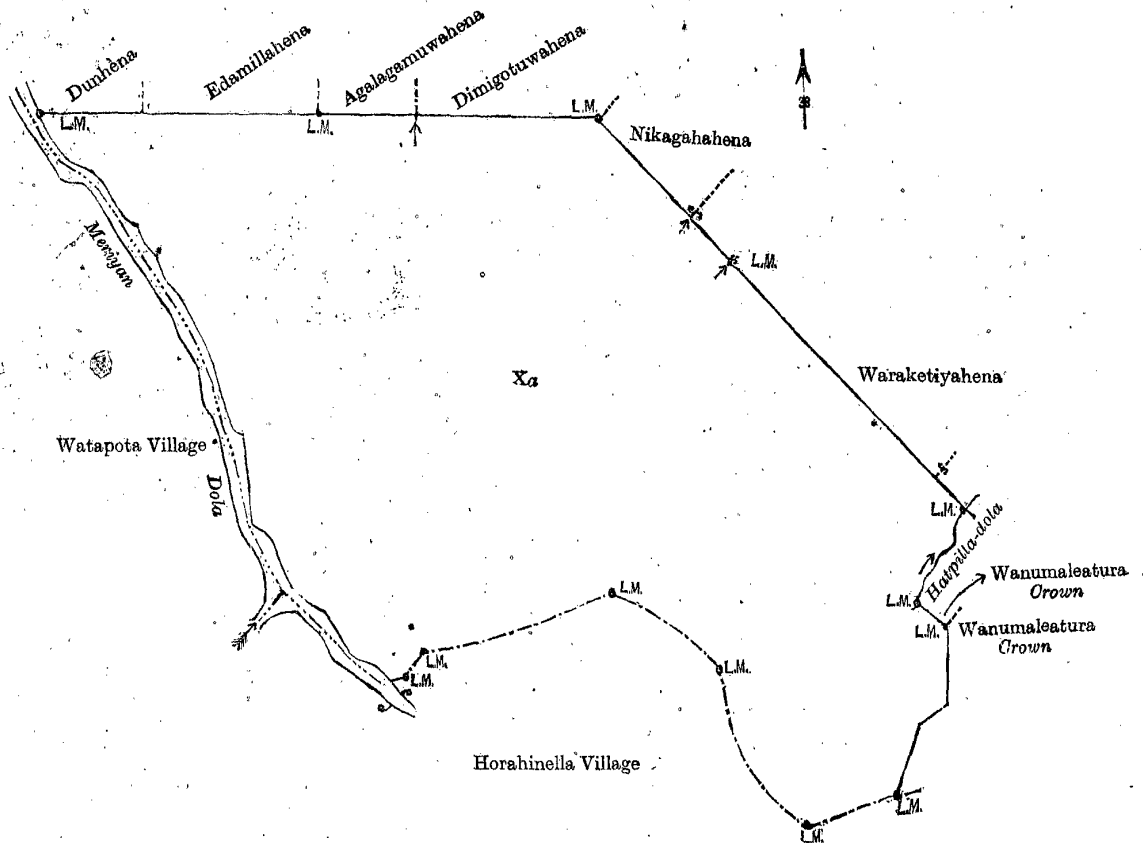 Dunhena
Edamillahena
Agalagamuwahena
Dimigotuwahena
L.M.
L.M.
L.M.
Nikagahahena
L.M.
Meriyan
Xa
Waraketiyahena
Watapota Village
Dola
L.M.
Hatpilla-dola
Wanumaleatura
Crown
L.M.
L.M.
L.M.
Wanumaleatura
Crown
L.M.
L.M.
L.M.
Horahinella Village
L.M.
L.M.